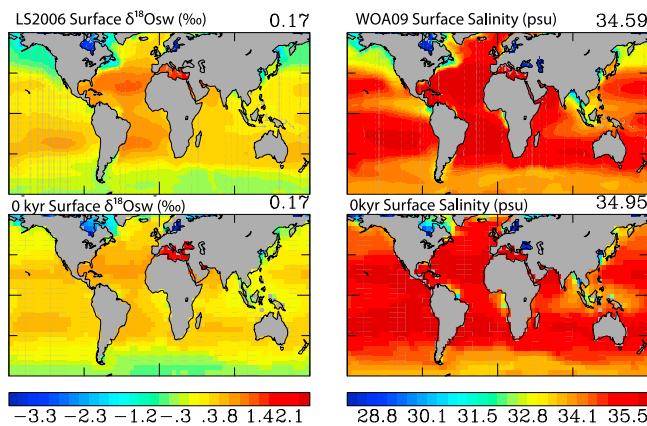 LS2006 Surface δ¹⁸Osw (‰) 0.17
WOA09 Surface Salinity (psu) 34.59
0 kyr Surface δ¹⁸Osw (‰) 0.17
0kyr Surface Salinity (psu) 34.95
-3.3 -2.3 -1.2 -.3 .3 .8 1.4 2.1
28.8 30.1 31.5 32.8 34.1 35.5